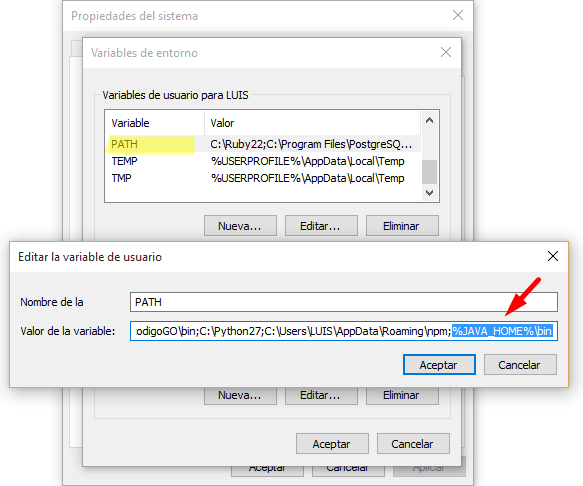 Propiedades del sistema
Variables de entorno
Variables de usuario para LUIS
Variable Valor
PATH C:\Ruby22;C:\Program Files\PostgreSQ...
TEMP %USERPROFILE%\AppData\Local\Temp
TMP %USERPROFILE%\AppData\Local\Temp
Nueva... Editar... Eliminar
Editar la variable de usuario
Nombre de la PATH
Valor de la variable: odigoGO\bin;C:\Python27;C:\Users\LUIS\AppData\Roaming\npm;%JAVA_HOME%\bin
Aceptar Cancelar
Nueva... Editar... Eliminar
Aceptar Cancelar
Aceptar Cancelar Aplicar